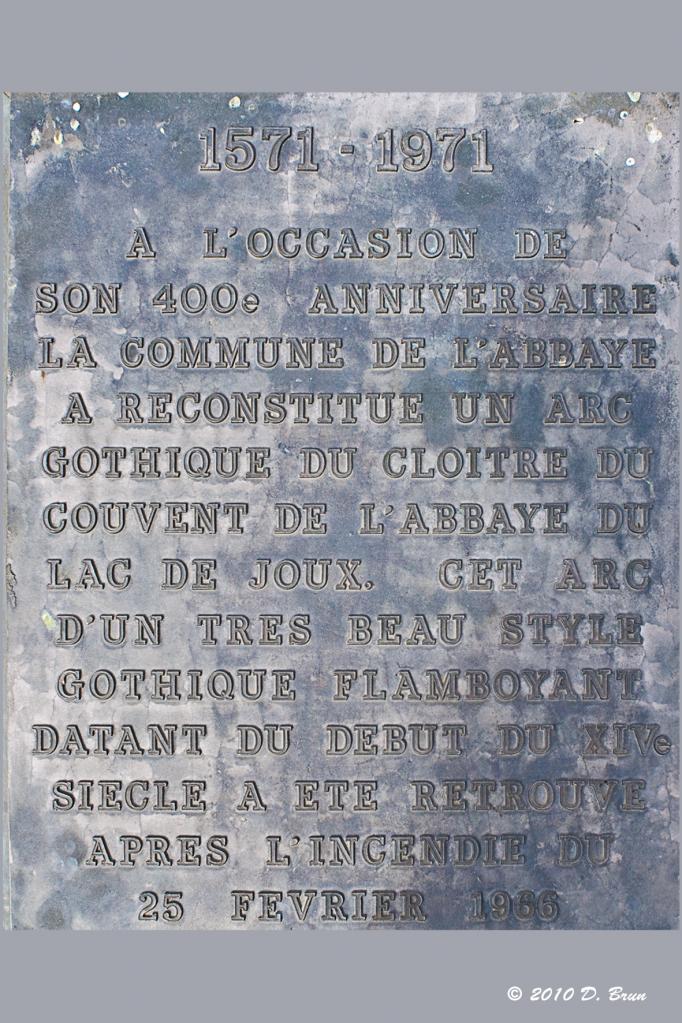 1571 - 1971
A L'OCCASION DE
SON 400e ANNIVERSAIRE
LA COMMUNE DE L'ABBAYE
A RECONSTITUE UN ARC
GOTHIQUE DU CLOITRE DU
COUVENT DE L'ABBAYE DU
LAC DE JOUX. CET ARC
D'UN TRES BEAU STYLE
GOTHIQUE FLAMBOYANT
DATANT DU DEBUT DU XIVe
SIECLE A ETE RETROUVE
APRES L'INCENDIE DU
25 FEVRIER 1966
© 2010 D. Brun